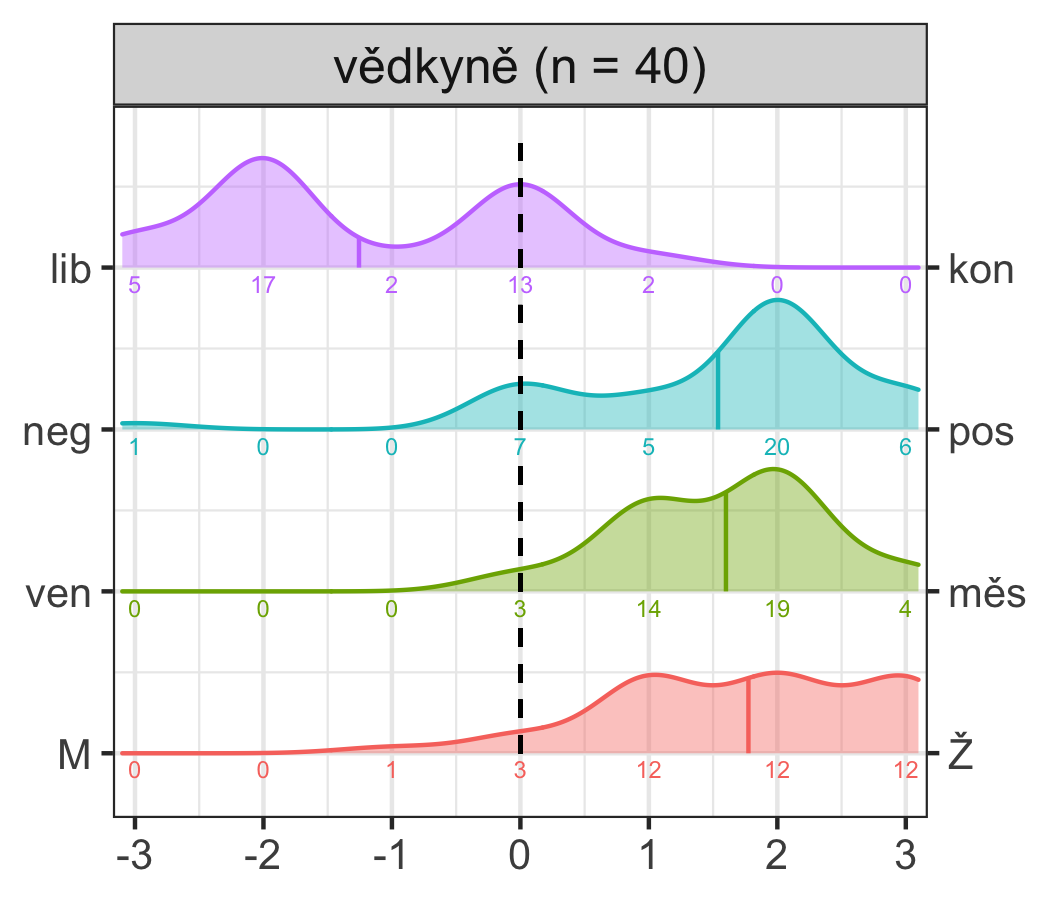 vědkyně (n = 40)
lib kon
5 17 2 13 2 0 0
neg pos
1 0 0 7 5 20 6
ven měs
0 0 0 3 14 19 4
M Ž
0 0 1 3 12 12 12
-3 -2 -1 0 1 2 3